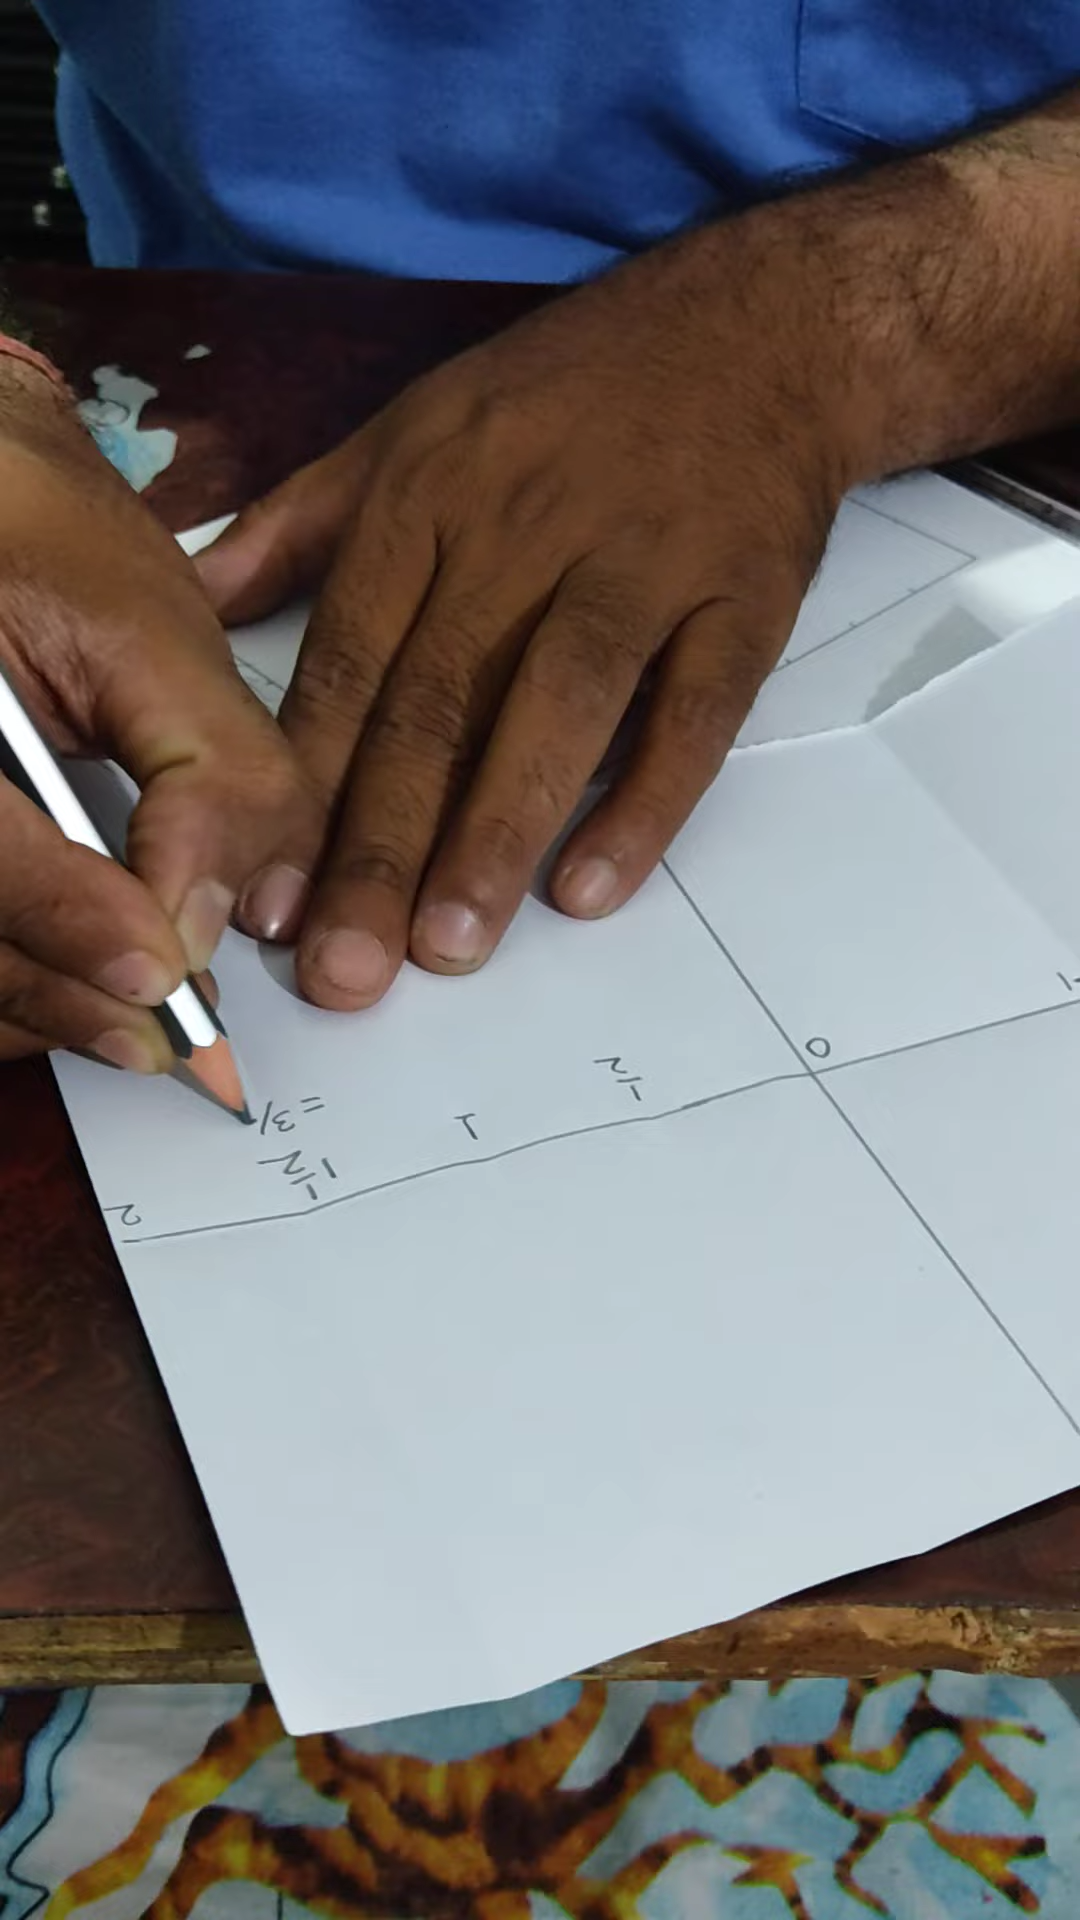 0 1/2 1 1 1/2 2
= 3/